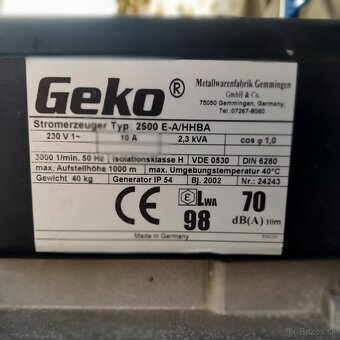 Geko®
Metallwarenfabrik Gemmingen
GmbH & Co.
75050 Gemmingen, Germany
Tel./07267-8060
Stromerzeuger Typ 2500 E-A/HHBA
230 V 1~ 10 A 2,3 kVA cos φ 1,0
3000 1/min. 50 Hz Isolationsklasse H VDE 0530 DIN 6280
max. Aufstellhöhe 1000 m max. Umgebungstemperatur 40°C
Gewicht 40 kg Generator IP 54 Bj. 2002 Nr.: 24243
CE ε LWA 98 70 dB(A) 10m
Made in Germany
Bazos.sk